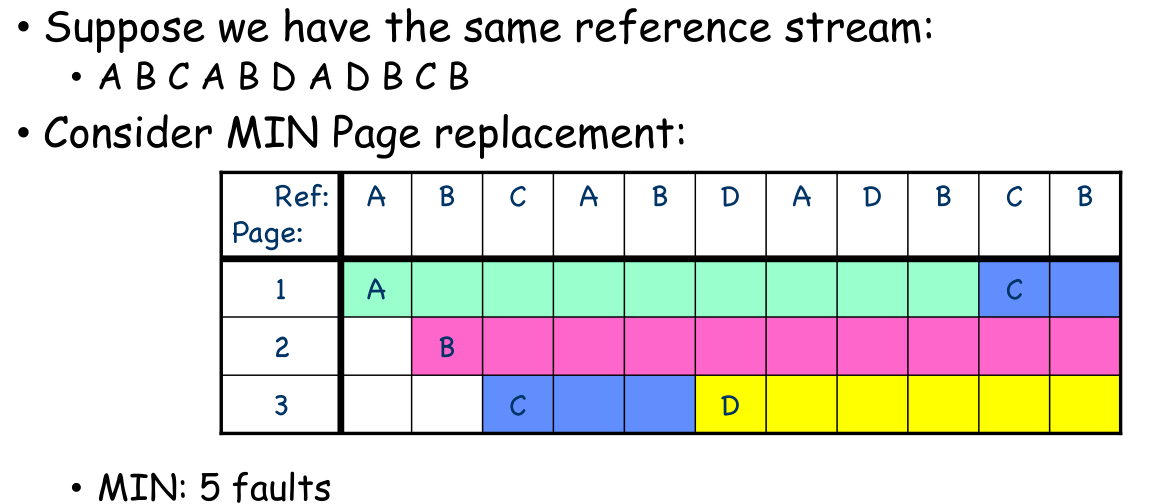 • Suppose we have the same reference stream:
• A B C A B D A D B C B
• Consider MIN Page replacement:
Ref: A B C A B D A D B C B
Page:
1 A C
2 B
3 C D
• MIN: 5 faults